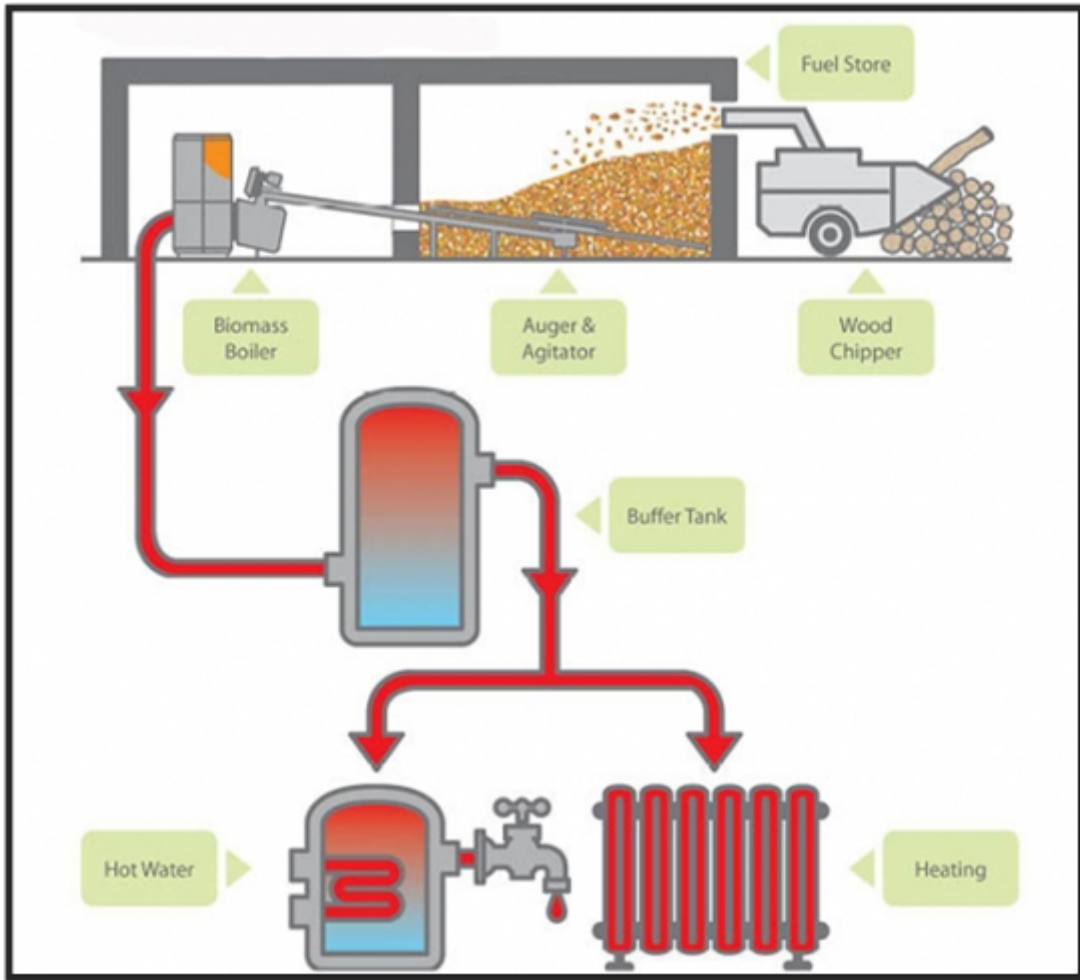 Fuel Store
Biomass
Boiler
Auger &
Agitator
Wood
Chipper
Buffer Tank
Hot Water
Heating